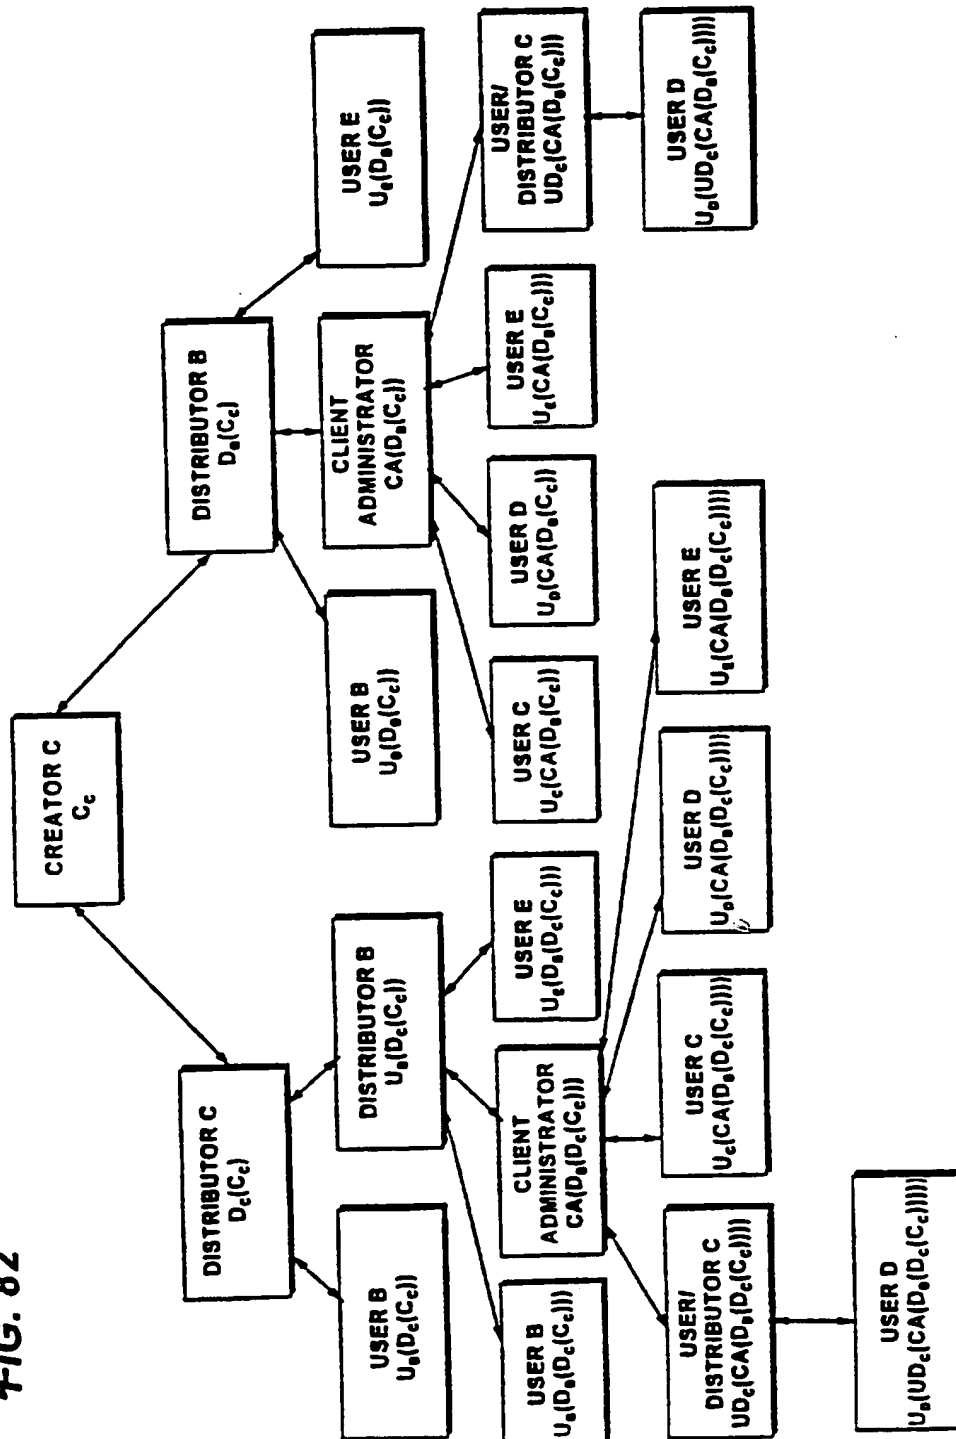 FIG. 82
CREATOR C
Cc
DISTRIBUTOR C
Dc(Cc)
DISTRIBUTOR B
DB(Cc)
USER B
UB(Dc(Cc))
DISTRIBUTOR B
UB(Dc(Cc))
USER B
UB(DB(Cc))
CLIENT
ADMINISTRATOR
CA(DB(Cc))
USER E
UE(DB(Cc))
USER B
UB(DB(Dc(Cc)))
CLIENT
ADMINISTRATOR
CA(DB(Dc(Cc)))
USER E
UE(DB(Dc(Cc)))
USER C
Uc(CA(DB(Cc)))
USER D
UD(CA(DB(Cc)))
USER E
UE(CA(DB(Cc)))
USER/
DISTRIBUTOR C
UDc(CA(DB(Cc)))
USER/
DISTRIBUTOR C
UDc(CA(DB(Dc(Cc))))
USER C
Uc(CA(DB(Dc(Cc)))))
USER D
UD(CA(DB(Dc(Cc))))
USER E
UB(CA(DB(Dc(Cc))))
USER D
UD(UDc(CA(DB(Cc))))
USER D
UB(UDc(CA(DB(Dc(Cc)))))